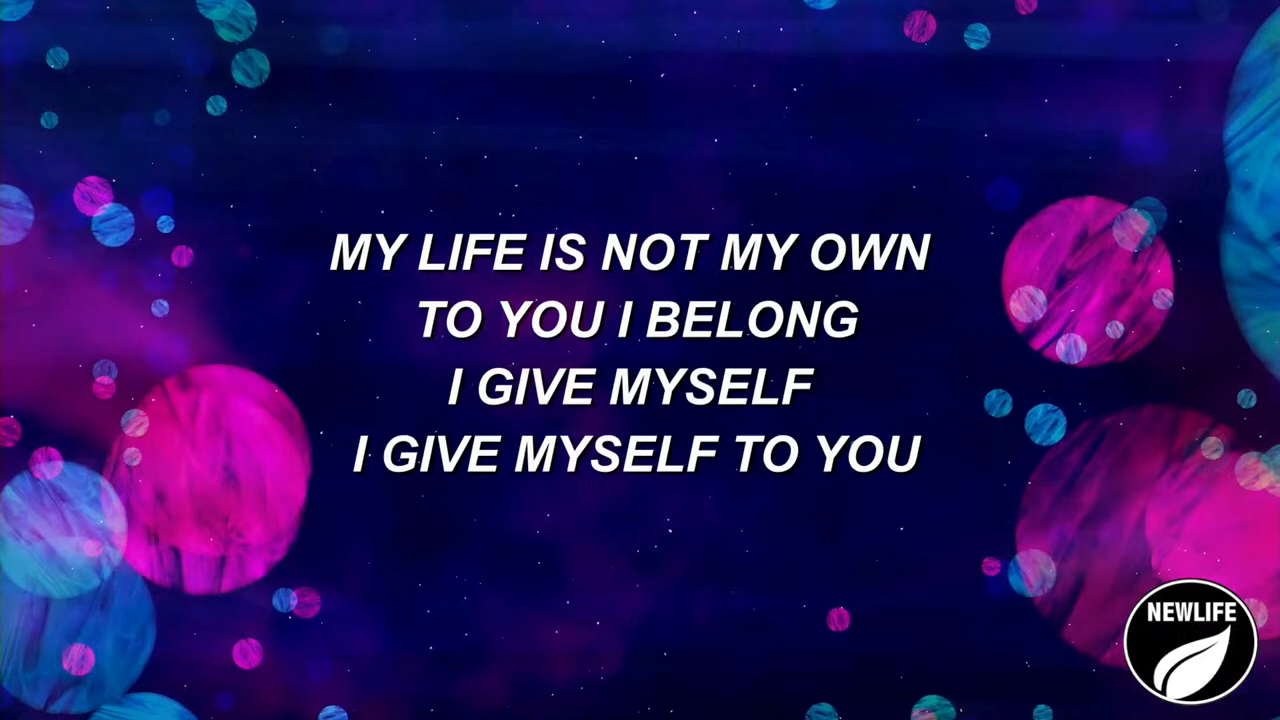 MY LIFE IS NOT MY OWN
TO YOU I BELONG
I GIVE MYSELF
I GIVE MYSELF TO YOU
NEWLIFE